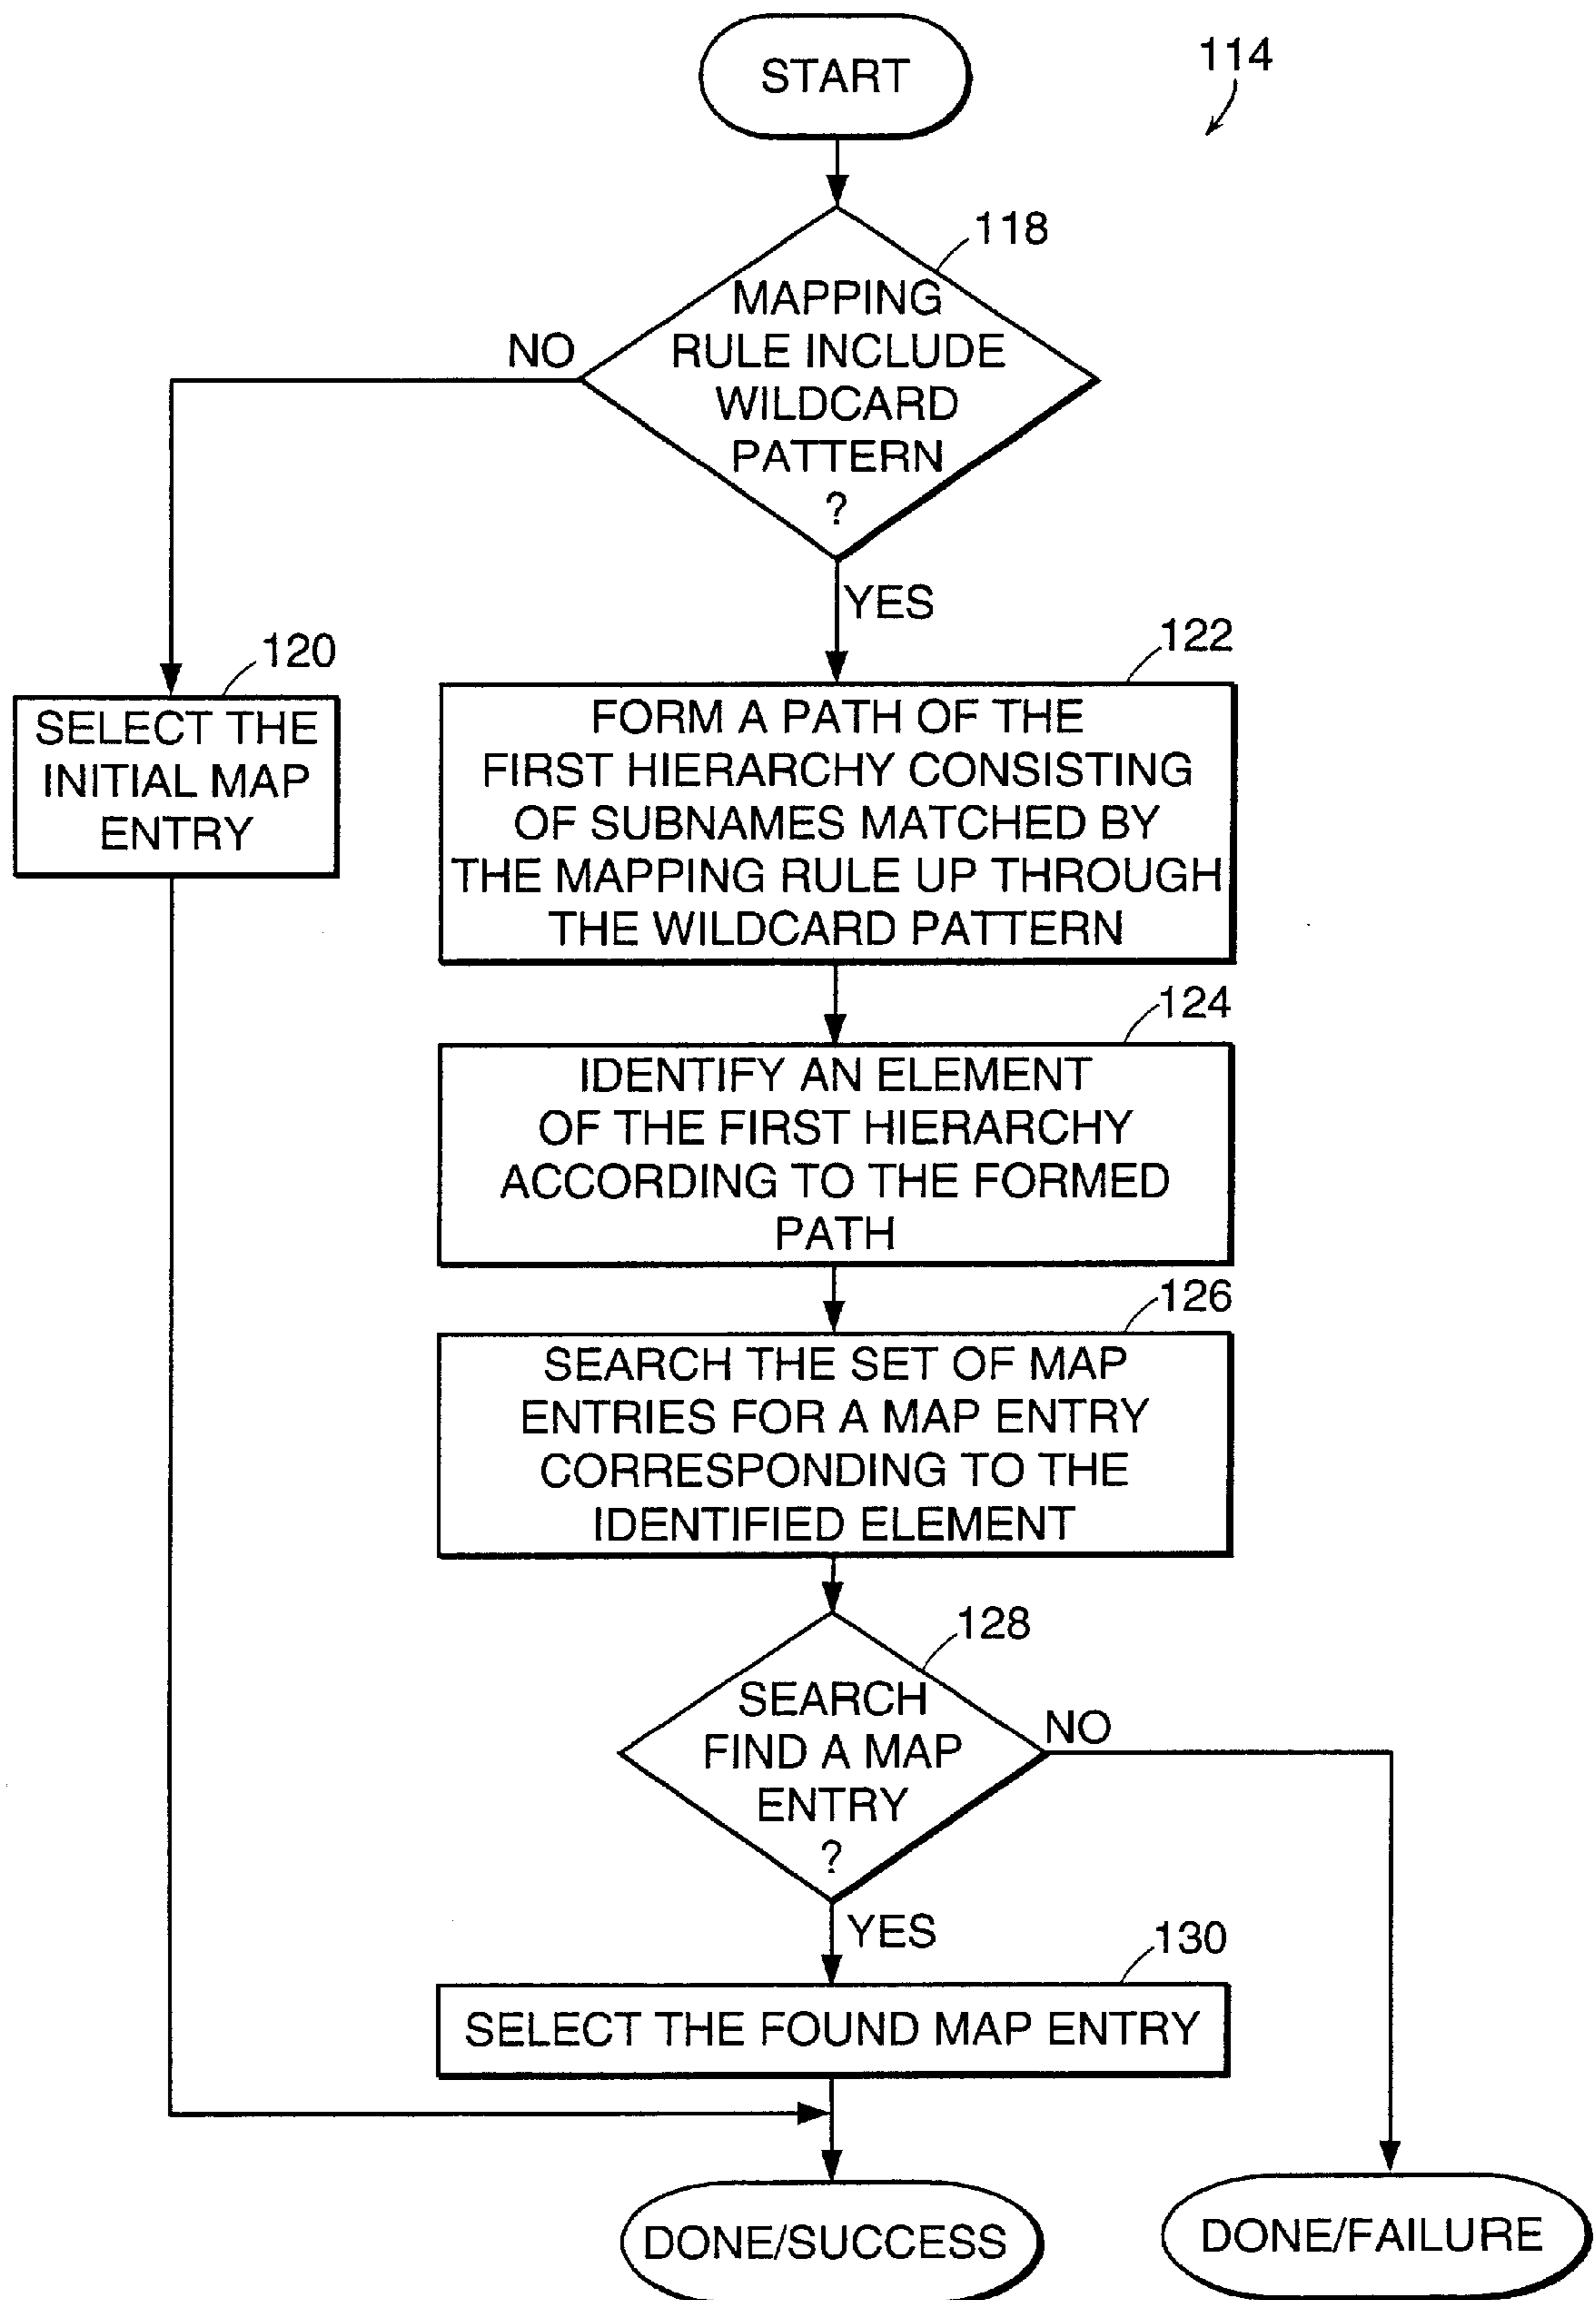 START
114
118
MAPPING
RULE INCLUDE
WILDCARD
PATTERN
?
NO
YES
120
SELECT THE
INITIAL MAP
ENTRY
122
FORM A PATH OF THE
FIRST HIERARCHY CONSISTING
OF SUBNAMES MATCHED BY
THE MAPPING RULE UP THROUGH
THE WILDCARD PATTERN
124
IDENTIFY AN ELEMENT
OF THE FIRST HIERARCHY
ACCORDING TO THE FORMED
PATH
126
SEARCH THE SET OF MAP
ENTRIES FOR A MAP ENTRY
CORRESPONDING TO THE
IDENTIFIED ELEMENT
128
SEARCH
FIND A MAP
ENTRY
?
NO
YES
130
SELECT THE FOUND MAP ENTRY
DONE/SUCCESS
DONE/FAILURE